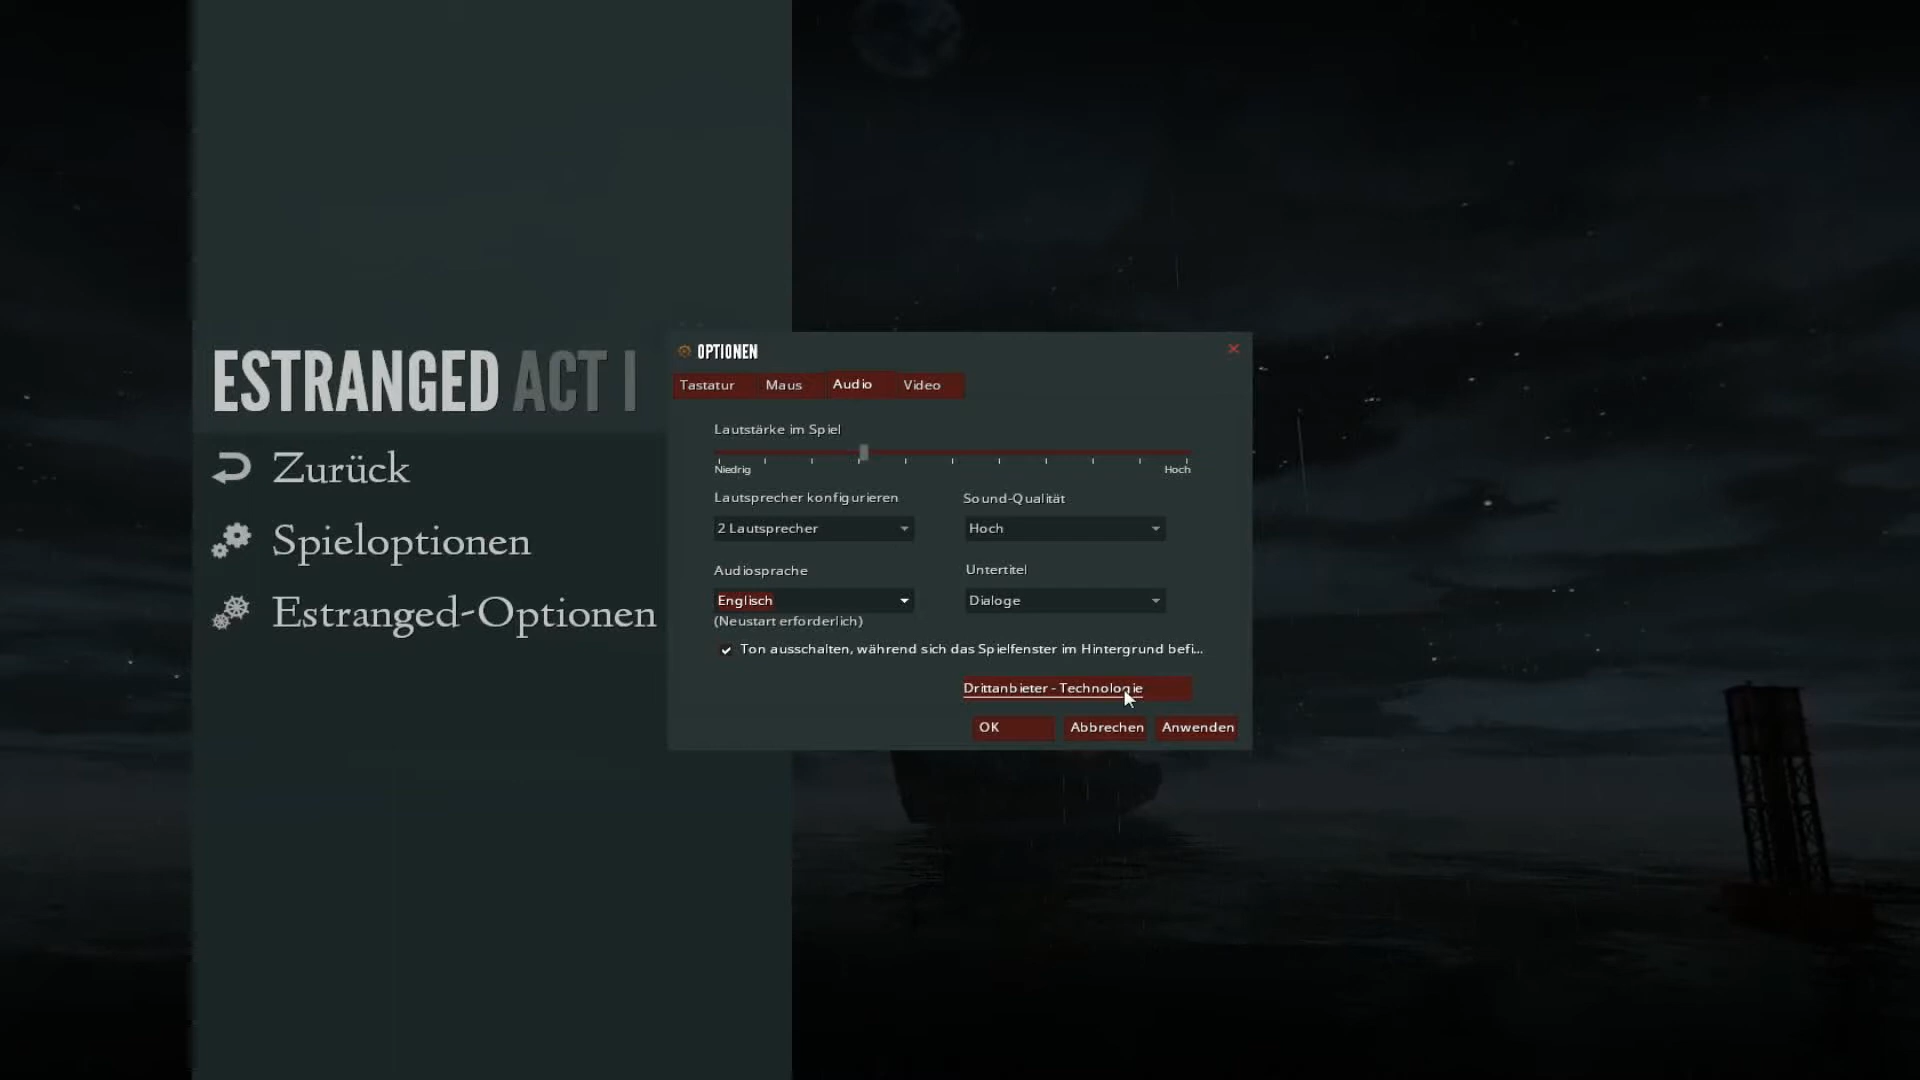 ESTRANGED ACT I
Zurück
Spieloptionen
Estranged-Optionen
OPTIONEN
Tastatur Maus Audio Video
Lautstärke im Spiel
Niedrig Hoch
Lautsprecher konfigurieren Sound-Qualität
2 Lautsprecher Hoch
Audiosprache Untertitel
Englisch Dialoge
(Neustart erforderlich)
Ton ausschalten, während sich das Spielfenster im Hintergrund befi...
Drittanbieter - Technologie
OK Abbrechen Anwenden